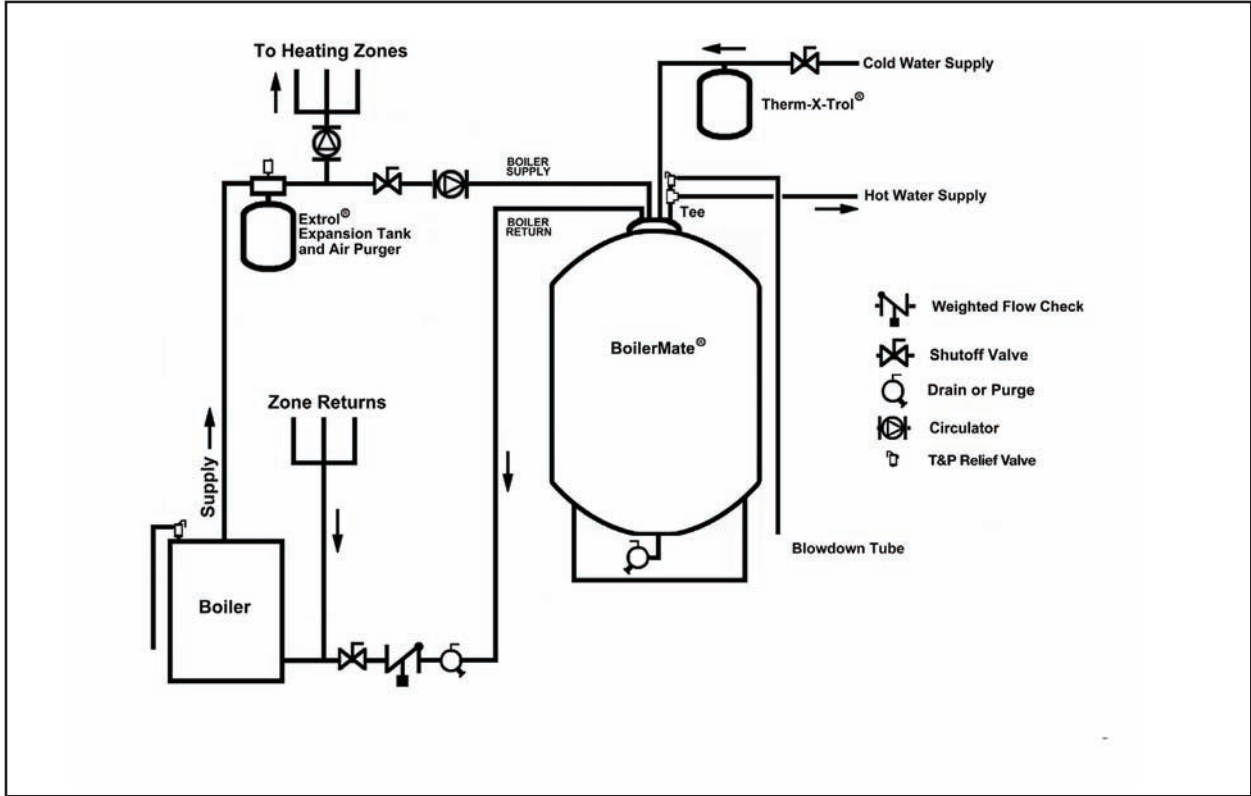 To Heating Zones
Cold Water Supply
Therm-X-Trol®
BOILER
SUPPLY
Hot Water Supply
Tee
BOILER
RETURN
Extrol®
Expansion Tank
and Air Purger
Weighted Flow Check
BoilerMate®
Shutoff Valve
Drain or Purge
Zone Returns
Circulator
T&P Relief Valve
Supply
Blowdown Tube
Boiler